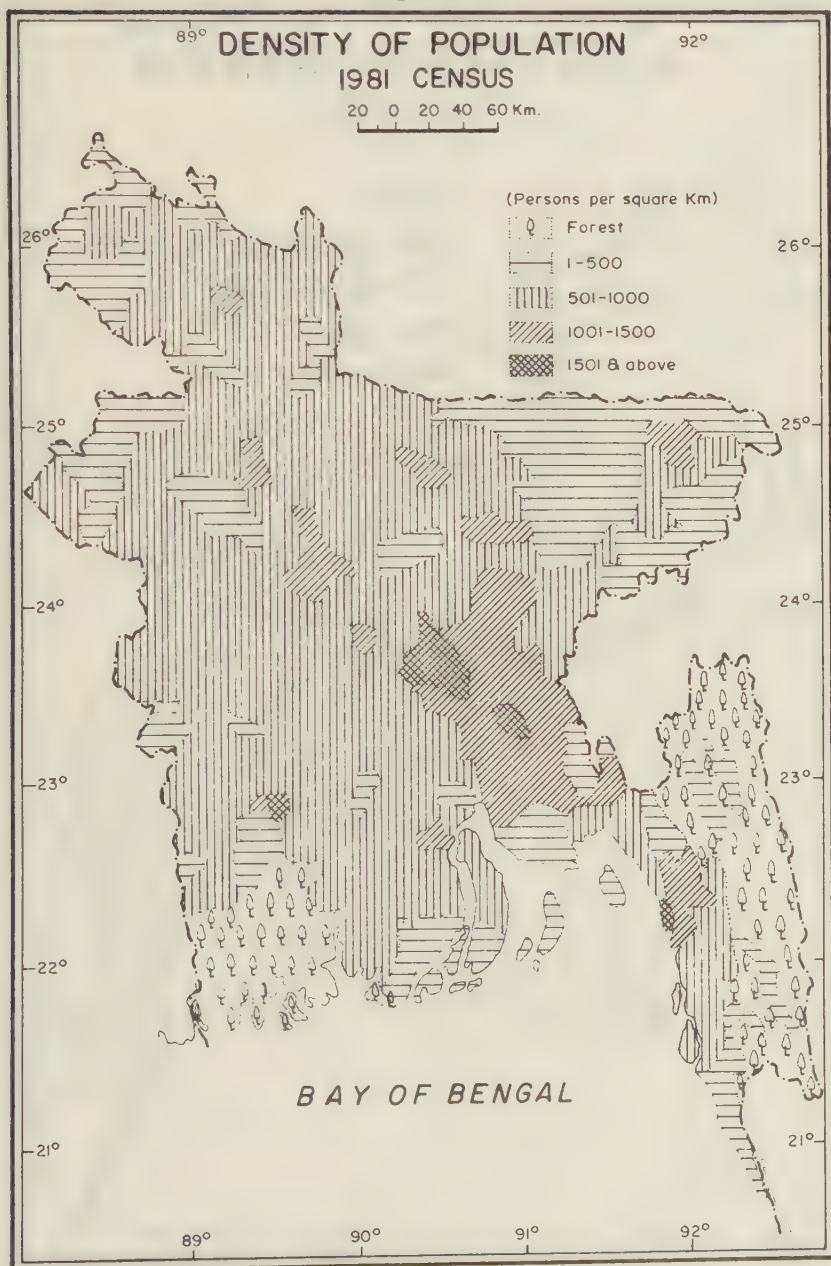 89°
92°
DENSITY OF POPULATION
1981 CENSUS
20 0 20 40 60 Km.
(Persons per square Km)
Forest
1-500
501-1000
1001-1500
1501 & above
26°
26°
25°
25°
24°
24°
23°
23°
22°
BAY OF BENGAL
21°
21°
89°
90°
91°
92°